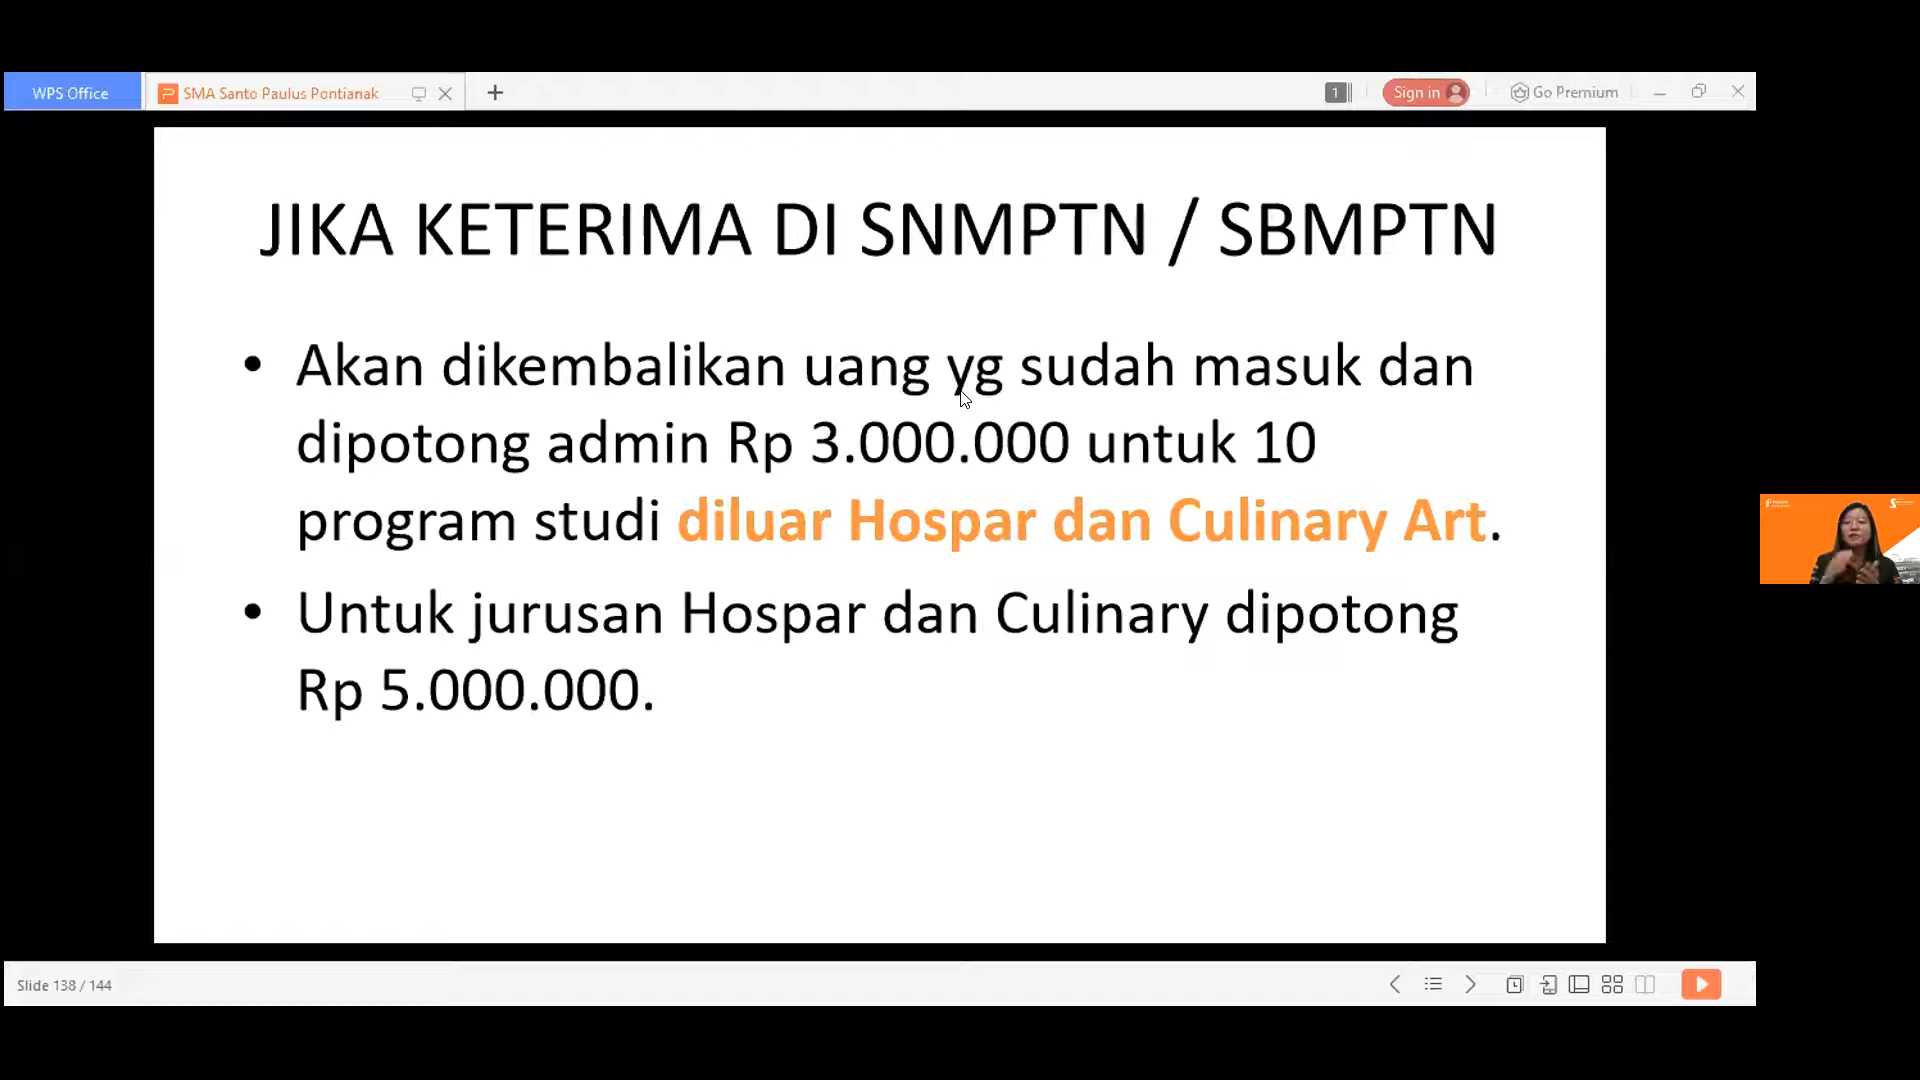 WPS Office
SMA Santo Paulus Pontianak
1
Sign in
Go Premium
JIKA KETERIMA DI SNMPTN / SBMPTN
• Akan dikembalikan uang yg sudah masuk dan
dipotong admin Rp 3.000.000 untuk 10
program studi diluar Hospar dan Culinary Art.
• Untuk jurusan Hospar dan Culinary dipotong
Rp 5.000.000.
Slide 138 / 144